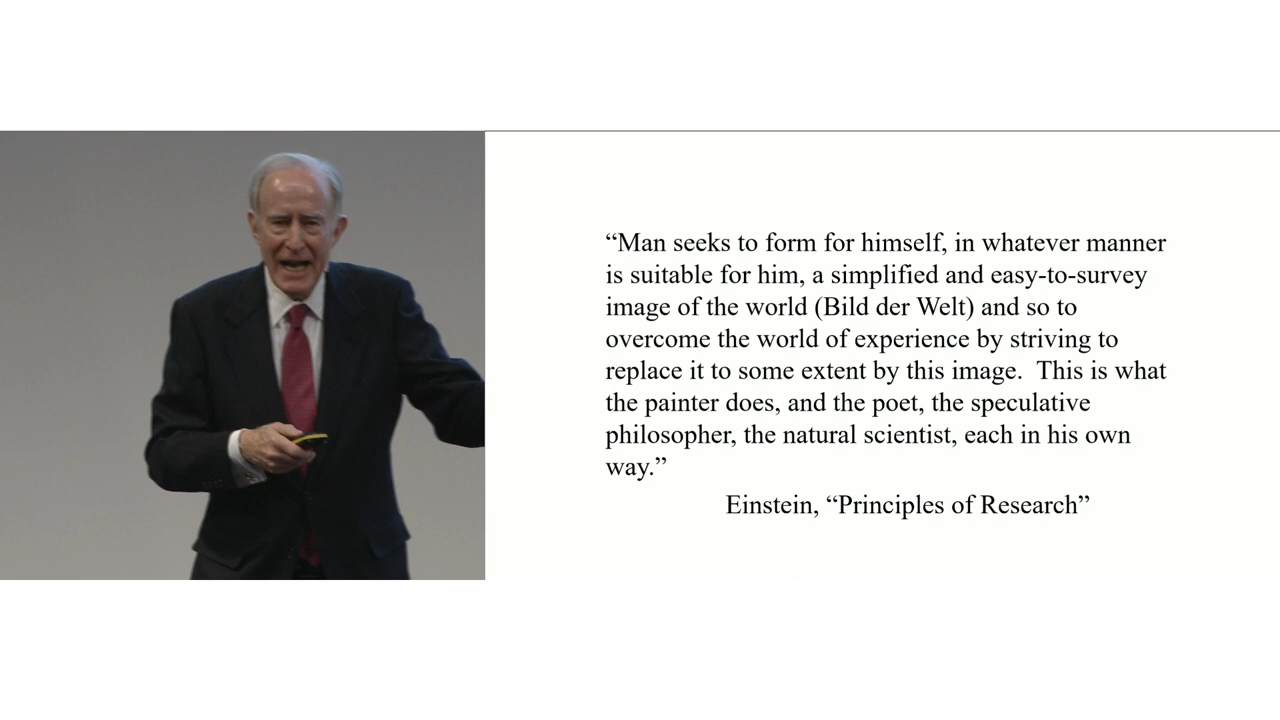 “Man seeks to form for himself, in whatever manner
is suitable for him, a simplified and easy-to-survey
image of the world (Bild der Welt) and so to
overcome the world of experience by striving to
replace it to some extent by this image.  This is what
the painter does, and the poet, the speculative
philosopher, the natural scientist, each in his own
way.”
Einstein, “Principles of Research”